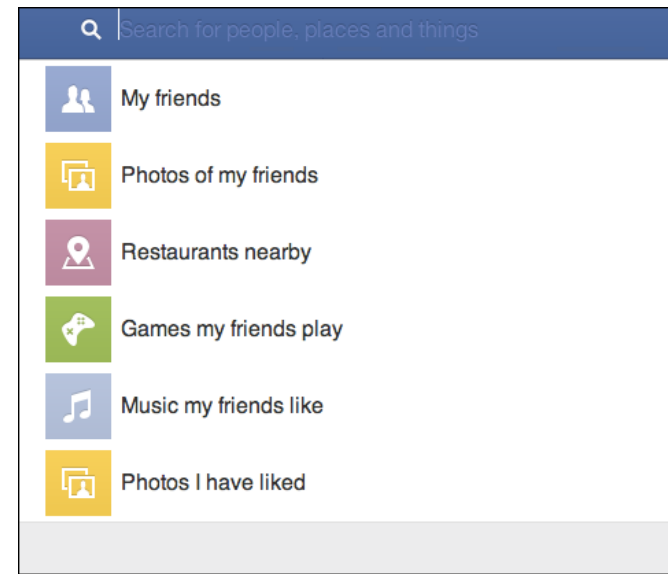 Search for people, places and things
My friends
Photos of my friends
Restaurants nearby
Games my friends play
Music my friends like
Photos I have liked